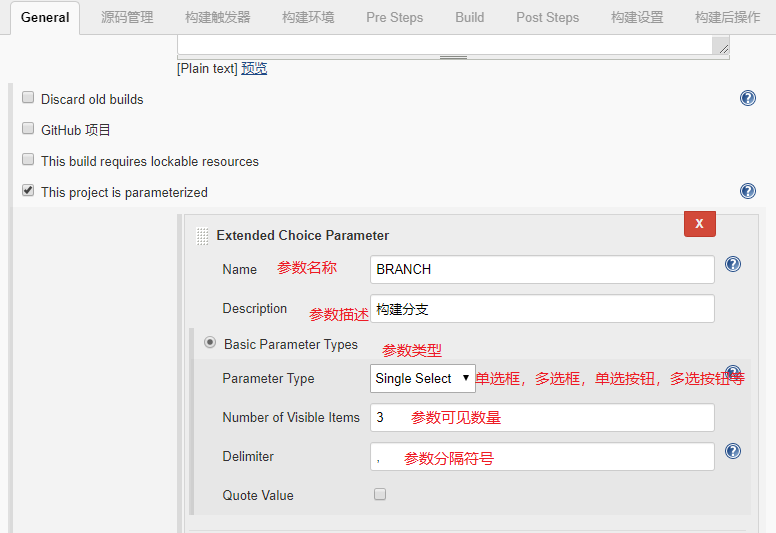 General 源码管理 构建触发器 构建环境 Pre Steps Build Post Steps 构建设置 构建后操作
[Plain text] 预览
Discard old builds
GitHub 项目
This build requires lockable resources
This project is parameterized
X
Extended Choice Parameter
Name 参数名称 BRANCH
Description 参数描述 构建分支
Basic Parameter Types 参数类型
Parameter Type Single Select 单选框，多选框，单选按钮，多选按钮等
Number of Visible Items 3 参数可见数量
Delimiter , 参数分隔符号
Quote Value